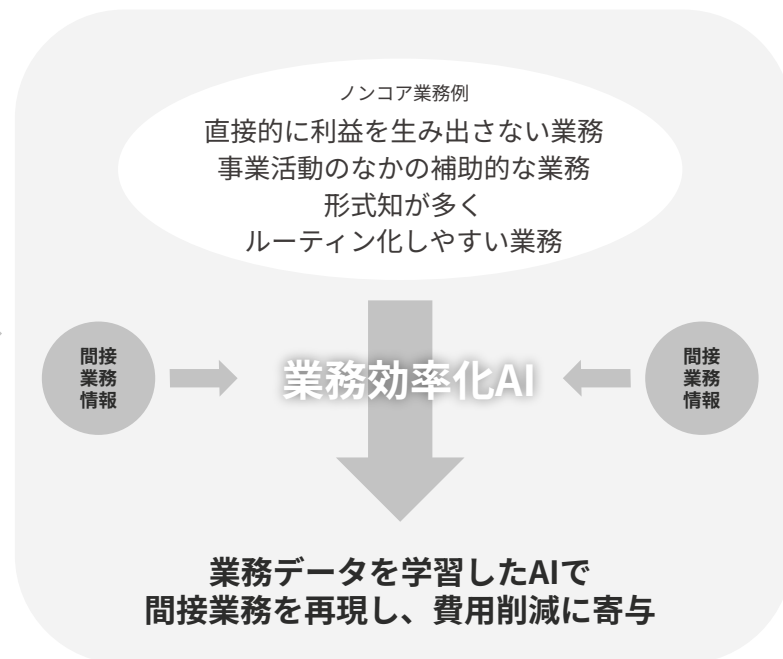 ノンコア業務例
直接的に利益を生み出さない業務
事業活動のなかの補助的な業務
形式知が多く
ルーティン化しやすい業務
間接
業務
情報
業務効率化AI
間接
業務
情報
業務データを学習したAIで
間接業務を再現し、費用削減に寄与